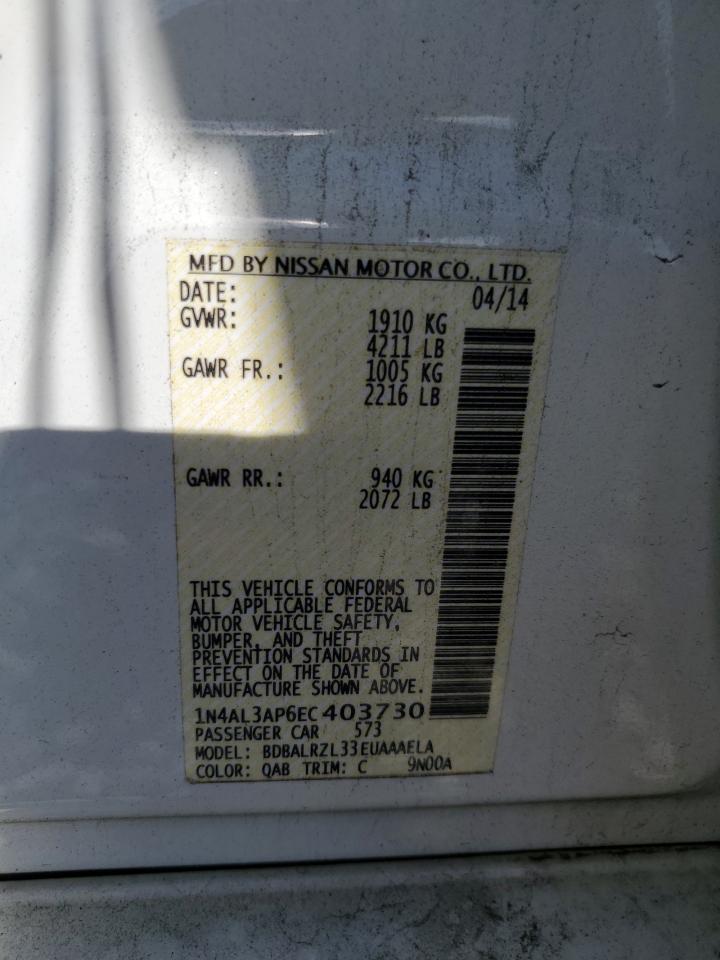 MFD BY NISSAN MOTOR CO., LTD.
DATE: 04/14
GVWR: 1910 KG
4211 LB
GAWR FR.: 1005 KG
2216 LB
GAWR RR.: 940 KG
2072 LB
THIS VEHICLE CONFORMS TO
ALL APPLICABLE FEDERAL
MOTOR VEHICLE SAFETY,
BUMPER, AND THEFT
PREVENTION STANDARDS IN
EFFECT ON THE DATE OF
MANUFACTURE SHOWN ABOVE.
1N4AL3AP6EC403730
PASSENGER CAR 573
MODEL: BDBALRZL33EUAAAELA
COLOR: QAB TRIM: C 9N00A